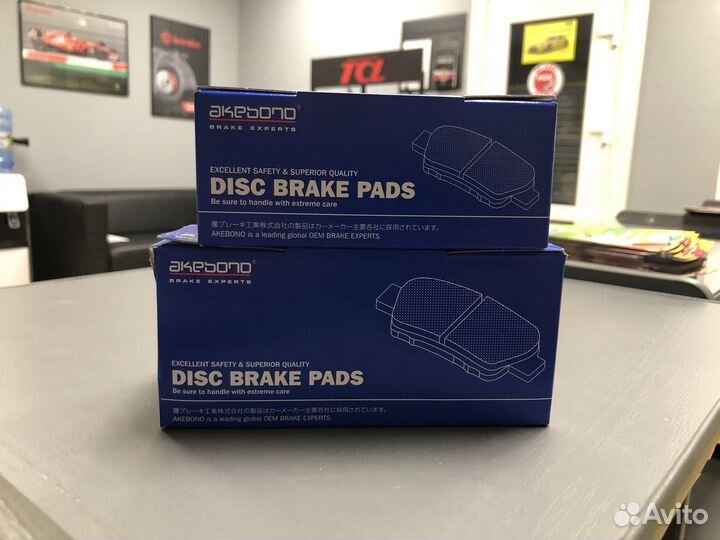 brembo
TCL
akebono®
BRAKE EXPERTS
EXCELLENT SAFETY & SUPERIOR QUALITY
DISC BRAKE PADS
Be sure to handle with extreme care
曙ブレーキ工業株式会社の製品はカーメーカー主要各社に採用されています。
AKEBONO is a leading global OEM BRAKE EXPERTS
akebono®
BRAKE EXPERTS
EXCELLENT SAFETY & SUPERIOR QUALITY
DISC BRAKE PADS
Be sure to handle with extreme care
曙ブレーキ工業株式会社の製品はカーメーカー主要各社に採用されています。
AKEBONO is a leading global OEM BRAKE EXPERTS
Avito